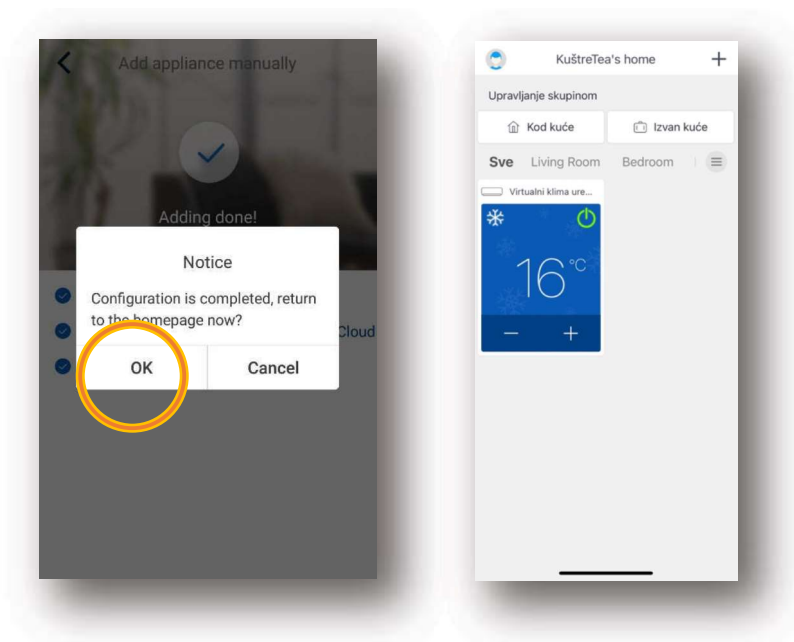 Add appliance manually
Adding done!
Notice
Configuration is completed, return
to the homepage now?
Cloud
OK
Cancel
KuštreTea's home
Upravljanje skupinom
Kod kuće
Izvan kuće
Sve Living Room Bedroom
Virtualni klima ure...
16 °C
− +